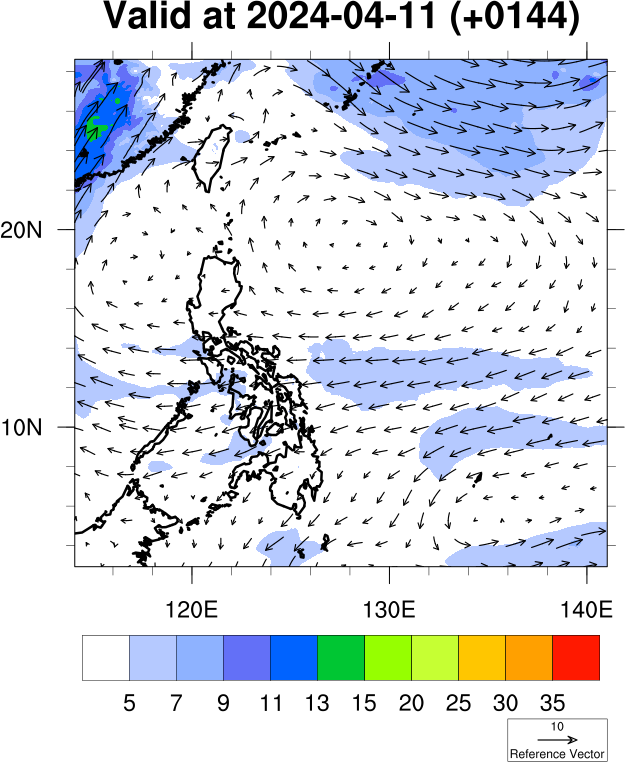 Valid at 2024-04-11 (+0144)
20N
10N
120E 130E 140E
5 7 9 11 13 15 20 25 30 35
10
Reference Vector